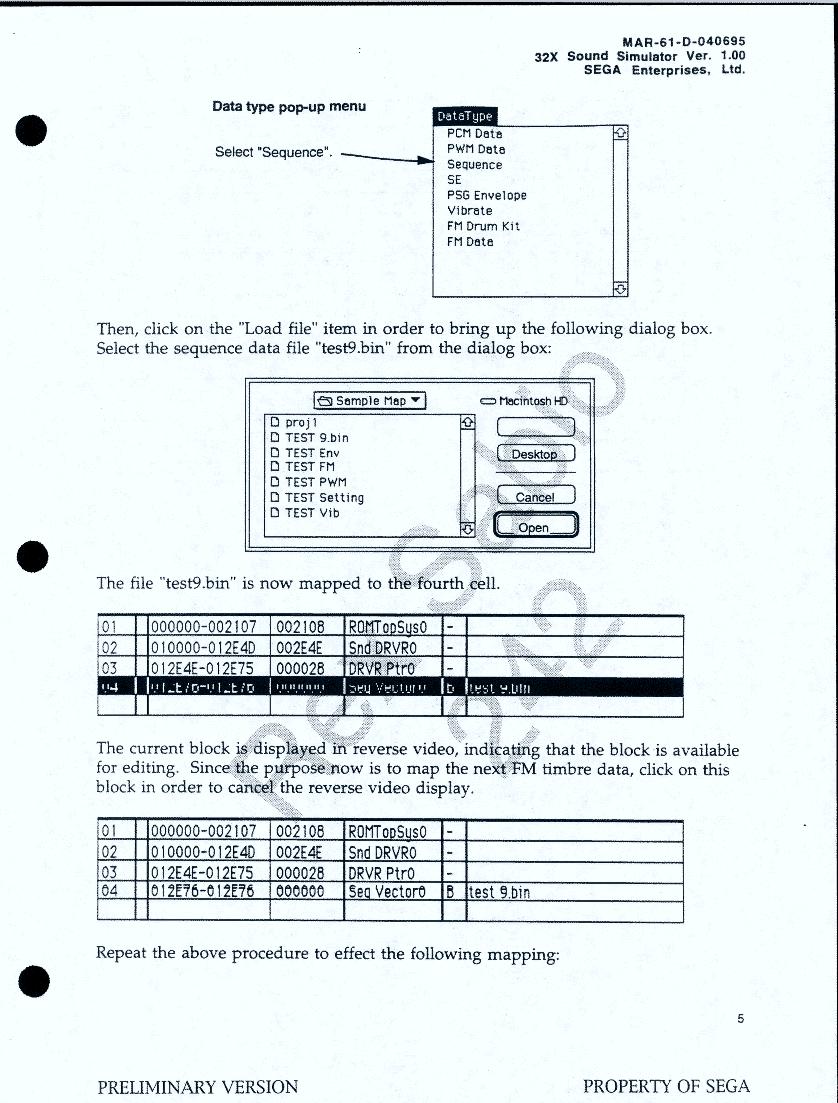 MAR-61-D-040695
32X Sound Simulator Ver. 1.00
SEGA Enterprises, Ltd.
Data type pop-up menu
Select "Sequence".
DataType
PCM Data
PWM Data
Sequence
SE
PSG Envelope
Vibrate
FM Drum Kit
FM Data
Then, click on the "Load file" item in order to bring up the following dialog box.
Select the sequence data file "test9.bin" from the dialog box:
Sample Map
Macintosh HD
proj1
TEST 9.bin
TEST Env
TEST FM
TEST PWM
TEST Setting
TEST Vib
Desktop
Cancel
Open
The file "test9.bin" is now mapped to the fourth cell.
01 000000-002107 002108 ROMTopSys0 -
02 010000-012E4D 002E4E Snd DRVR0 -
03 012E4E-012E75 000028 DRVR Ptr0 -
04 012E76-012E76 000000 Seq Vector0 B test 9.bin
The current block is displayed in reverse video, indicating that the block is available
for editing. Since the purpose now is to map the next FM timbre data, click on this
block in order to cancel the reverse video display.
01 000000-002107 002108 ROMTopSys0 -
02 010000-012E4D 002E4E Snd DRVR0 -
03 012E4E-012E75 000028 DRVR Ptr0 -
04 012E76-012E76 000000 Seq Vector0 B test 9.bin
Repeat the above procedure to effect the following mapping:
5
PRELIMINARY VERSION
PROPERTY OF SEGA